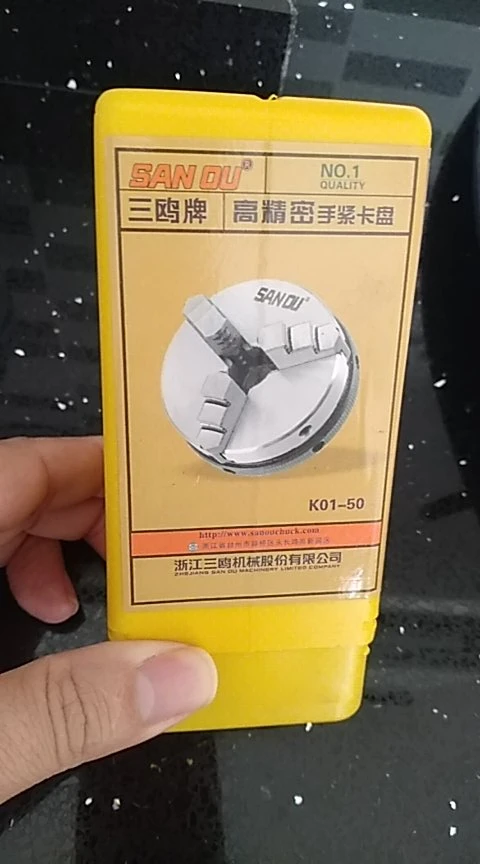 SAN OU®
NO.1
QUALITY
三鸥牌
高精密手紧卡盘
SAN OU
K01-50
http://www.sanouchuck.com
浙江三鸥机械股份有限公司
ZHEJIANG SAN OU MACHINERY LIMITED COMPANY